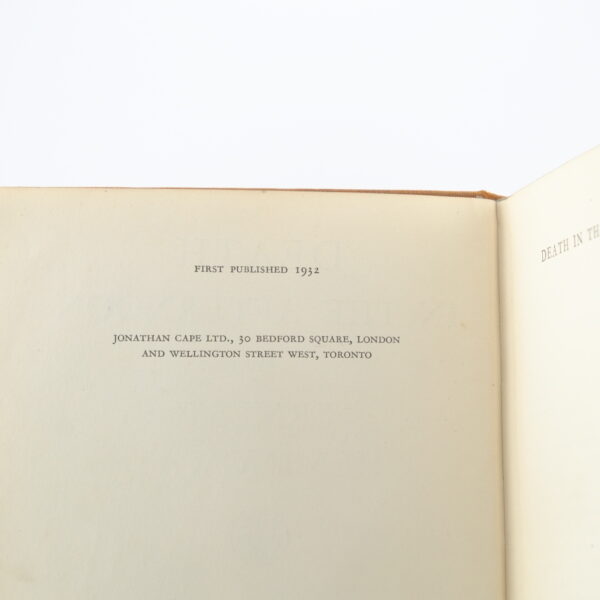 FIRST PUBLISHED 1932
JONATHAN CAPE LTD., 30 BEDFORD SQUARE, LONDON
AND WELLINGTON STREET WEST, TORONTO
DEATH IN TH